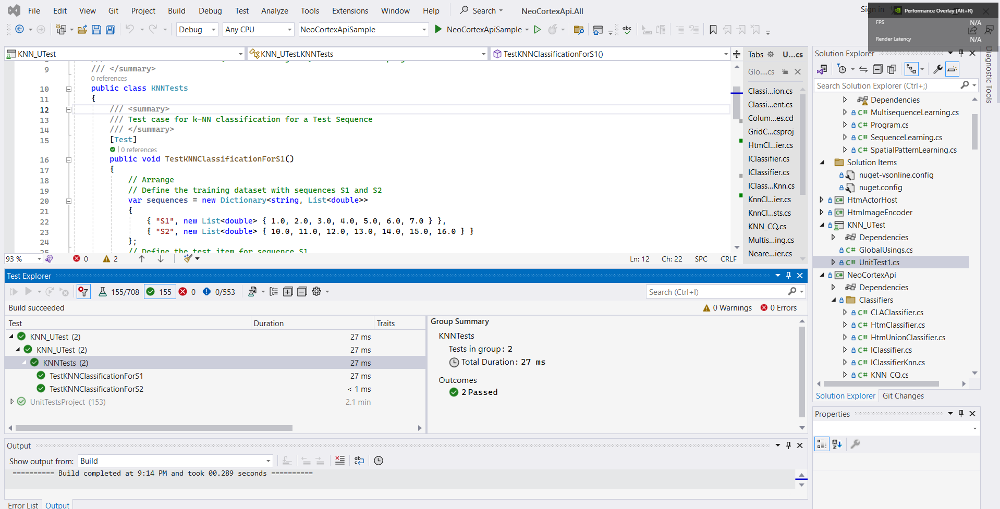 File Edit View Git Project Build Debug Test Analyze Tools Extensions Window Help Search NeoCortexApi.All Sign in
Performance Overlay (Alt+R)
FPS N/A
Render Latency N/A
Debug Any CPU NeoCortexApiSample NeoCortexApiSample
KNN_UTest KNN_UTest.KNNTests TestKNNClassificationForS1()
9 /// </summary>
0 references
10 public class KNNTests
11 {
12 /// <summary>
13 /// Test case for k-NN classification for a Test Sequence
14 /// </summary>
15 [Test]
0 references
16 public void TestKNNClassificationForS1()
17 {
18 // Arrange
19 // Define the training dataset with sequences S1 and S2
20 var sequences = new Dictionary<string, List<double>>
21 {
22 { "S1", new List<double> { 1.0, 2.0, 3.0, 4.0, 5.0, 6.0, 7.0 } },
23 { "S2", new List<double> { 10.0, 11.0, 12.0, 13.0, 14.0, 15.0, 16.0 } }
24 };
25 // Define the test item for sequence S1
93 % 0 2 Ln: 12 Ch: 22 SPC CRLF
Tabs U...cs
Glo....cs
Classi...ion.cs
Classi...ent.cs
Colum...es.cd
GridC...csproj
HtmCl...ier.cs
IClassifier.cs
IClassifier.cs
IClass...Knn.cs
KnnCl...ier.cs
KnnCl...sts.cs
KNN_CQ.cs
Multis...ing.cs
Neare...ier.cs
Test Explorer
155/708 155 0 0/553 Search (Ctrl+I)
Build succeeded 0 Warnings 0 Errors
Test Duration Traits
KNN_UTest (2) 27 ms
KNN_UTest (2) 27 ms
KNNTests (2) 27 ms
TestKNNClassificationForS1 27 ms
TestKNNClassificationForS2 < 1 ms
UnitTestsProject (153) 2.1 min
Group Summary
KNNTests
Tests in group: 2
Total Duration: 27 ms
Outcomes
2 Passed
Output
Show output from: Build
========== Build completed at 9:14 PM and took 00.289 seconds ==========
Error List Output
Solution Explorer
Search Solution Explorer (Ctrl+;)
Dependencies
C# MultisequenceLearning.cs
C# Program.cs
C# SequenceLearning.cs
C# SpatialPatternLearning.cs
Solution Items
nuget-vsonline.config
nuget.config
HtmActorHost
HtmImageEncoder
KNN_UTest
Dependencies
C# GlobalUsings.cs
C# UnitTest1.cs
NeoCortexApi
Dependencies
Classifiers
C# CLAClassifier.cs
C# HtmClassifier.cs
C# HtmUnionClassifier.cs
C# IClassifier.cs
C# IClassifierKnn.cs
C# KNN_CQ.cs
Solution Explorer Git Changes
Properties
Diagnostic Tools